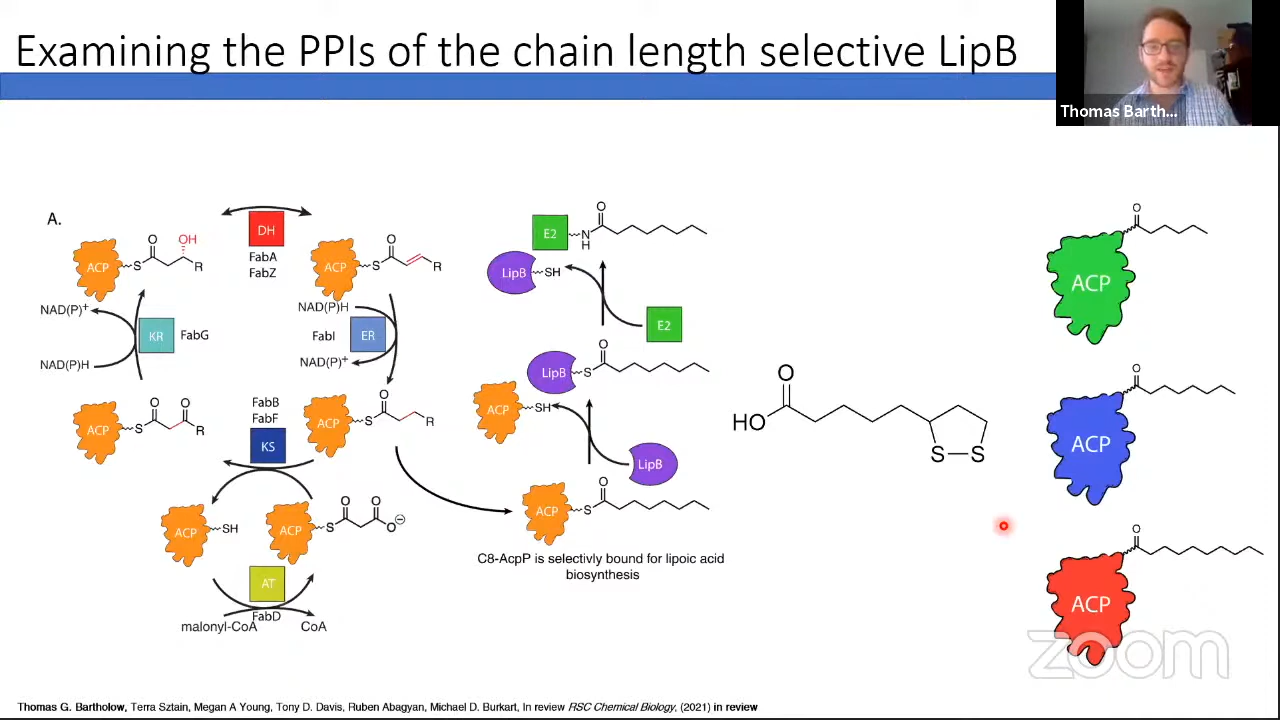 Examining the PPIs of the chain length selective LipB
Thomas Barth...
A.
DH
FabA
FabZ
ACP
S
O
OH
R
ACP
S
O
R
NAD(P)+
KR
FabG
NAD(P)H
NAD(P)H
FabI
ER
NAD(P)+
ACP
S
O
O
R
FabB
FabF
KS
ACP
S
O
R
ACP
SH
ACP
S
O
O
O
⊖
AT
FabD
malonyl-CoA
CoA
E2
N
H
O
LipB
SH
E2
LipB
S
O
ACP
SH
LipB
ACP
S
O
C8-AcpP is selectivly bound for lipoic acid
biosynthesis
O
HO
S
S
O
ACP
O
ACP
O
ACP
zoom
Thomas G. Bartholow, Terra Sztain, Megan A Young, Tony D. Davis, Ruben Abagyan, Michael D. Burkart, In review RSC Chemical Biology, (2021) in review